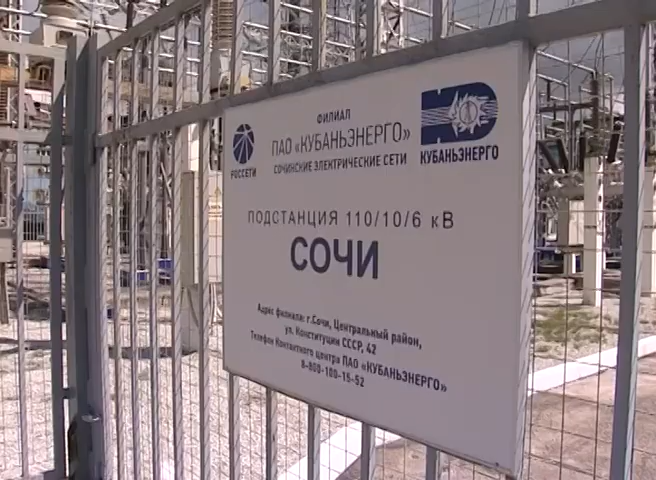 ФИЛИАЛ
ПАО «КУБАНЬЭНЕРГО»
СОЧИНСКИЕ ЭЛЕКТРИЧЕСКИЕ СЕТИ
РОССЕТИ
КУБАНЬЭНЕРГО
ПОДСТАНЦИЯ 110/10/6 кВ
СОЧИ
Адрес филиала: г.Сочи, Центральный район,
ул. Конституции СССР, 42
Телефон Контактного центра ПАО «КУБАНЬЭНЕРГО»
8-800-100-15-52